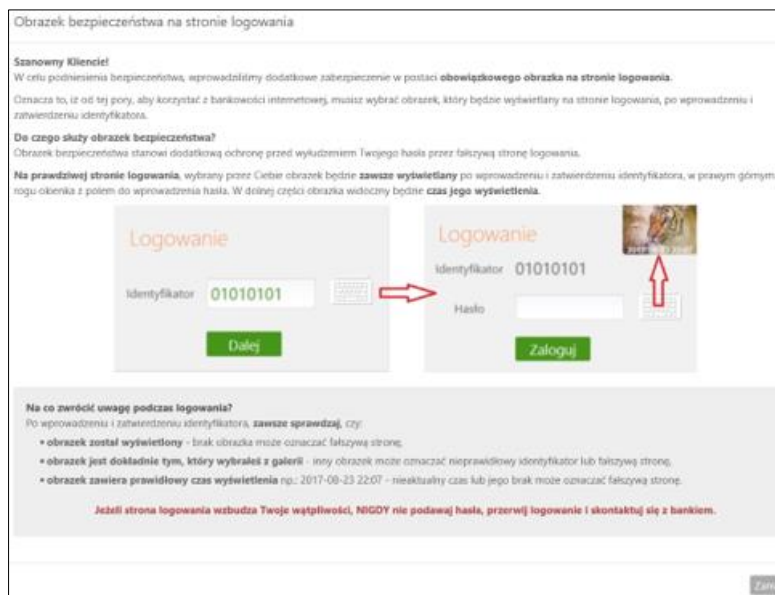 Obrazek bezpieczeństwa na stronie logowania
Szanowny Kliencie!
W celu podniesienia bezpieczeństwa, wprowadziliśmy dodatkowe zabezpieczenie w postaci obowiązkowego obrazka na stronie logowania.
Oznacza to, iż od tej pory, aby korzystać z bankowości internetowej, musisz wybrać obrazek, który będzie wyświetlany na stronie logowania, po wprowadzeniu i
zatwierdzeniu identyfikatora.
Do czego służy obrazek bezpieczeństwa?
Obrazek bezpieczeństwa stanowi dodatkową ochronę przed wyłudzeniem Twojego hasła przez fałszywą stronę logowania.
Na prawdziwej stronie logowania, wybrany przez Ciebie obrazek będzie zawsze wyświetlany po wprowadzeniu i zatwierdzeniu identyfikatora, w prawym górnym
rogu okienka z polem do wprowadzenia hasła. W dolnej części obrazka widoczny będzie czas jego wyświetlenia.
Logowanie
Identyfikator 01010101
Dalej
Logowanie
Identyfikator 01010101
Hasło
Zaloguj
Na co zwrócić uwagę podczas logowania?
Po wprowadzeniu i zatwierdzeniu identyfikatora, zawsze sprawdzaj, czy:
• obrazek został wyświetlony - brak obrazka może oznaczać fałszywą stronę,
• obrazek jest dokładnie tym, który wybrałeś z galerii - inny obrazek może oznaczać nieprawidłowy identyfikator lub fałszywą stronę,
• obrazek zawiera prawidłowy czas wyświetlenia np.: 2017-08-23 22:07 - nieaktualny czas lub jego brak może oznaczać fałszywą stronę.
Jeżeli strona logowania wzbudza Twoje wątpliwości, NIGDY nie podawaj hasła, przerwij logowanie i skontaktuj się z bankiem.